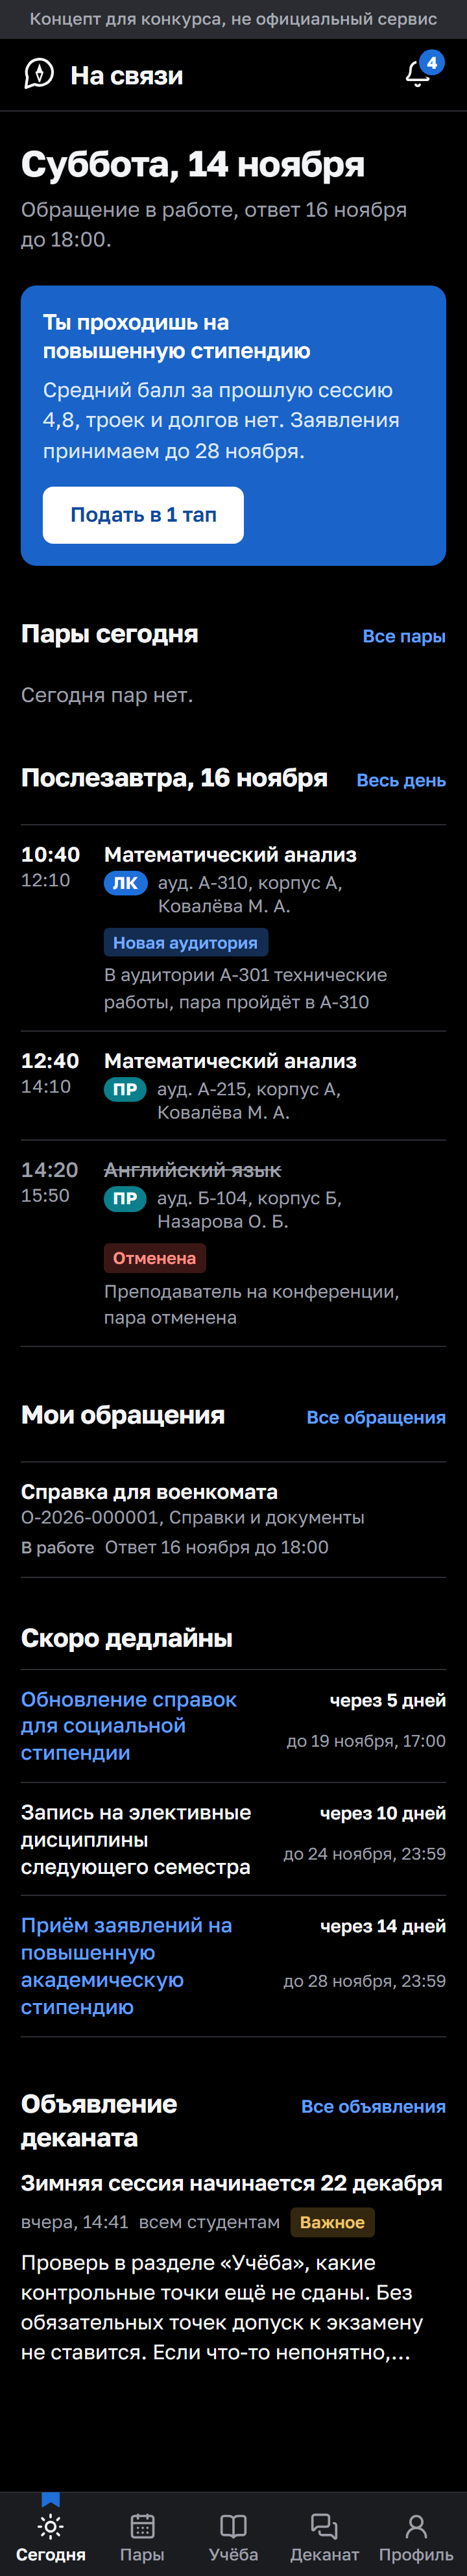 Концепт для конкурса, не официальный сервис
На связи
4
Суббота, 14 ноября
Обращение в работе, ответ 16 ноября
до 18:00.
Ты проходишь на
повышенную стипендию
Средний балл за прошлую сессию
4,8, троек и долгов нет. Заявления
принимаем до 28 ноября.
Подать в 1 тап
Пары сегодня
Все пары
Сегодня пар нет.
Послезавтра, 16 ноября
Весь день
10:40
Математический анализ
12:10
ЛК
ауд. А-310, корпус А,
Ковалёва М. А.
Новая аудитория
В аудитории А-301 технические
работы, пара пройдёт в А-310
12:40
Математический анализ
14:10
ПР
ауд. А-215, корпус А,
Ковалёва М. А.
14:20
Английский язык
15:50
ПР
ауд. Б-104, корпус Б,
Назарова О. Б.
Отменена
Преподаватель на конференции,
пара отменена
Мои обращения
Все обращения
Справка для военкомата
О-2026-000001, Справки и документы
В работе Ответ 16 ноября до 18:00
Скоро дедлайны
Обновление справок
для социальной
стипендии
через 5 дней
до 19 ноября, 17:00
Запись на элективные
дисциплины
следующего семестра
через 10 дней
до 24 ноября, 23:59
Приём заявлений на
повышенную
академическую
стипендию
через 14 дней
до 28 ноября, 23:59
Объявление
деканата
Все объявления
Зимняя сессия начинается 22 декабря
вчера, 14:41 всем студентам Важное
Проверь в разделе «Учёба», какие
контрольные точки ещё не сданы. Без
обязательных точек допуск к экзамену
не ставится. Если что-то непонятно,…
Сегодня
Пары
Учёба
Деканат
Профиль